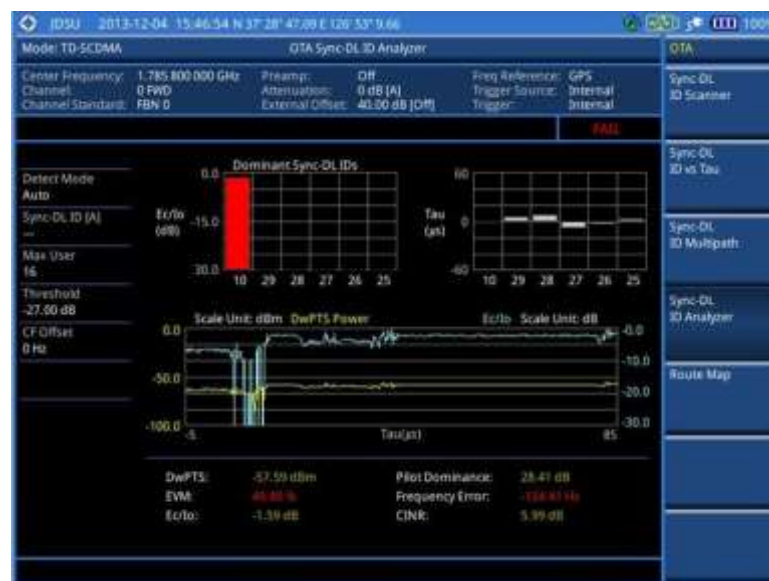 JDSU 2013-12-04 15:46:54 N 37° 28' 47.09 E 126° 53' 9.66 100%
Mode: TD-SCDMA OTA Sync-DL ID Analyzer OTA
Center Frequency: 1.785 800 000 GHz Preamp: Off Freq Reference: GPS
Channel: 0 FWD Attenuation: 0 dB [A] Trigger Source: Internal
Channel Standard: FBN 0 External Offset: 40.00 dB [Off] Trigger: Internal
FAIL
Sync-DL
ID Scanner
Sync-DL
ID vs Tau
Sync-DL
ID Multipath
Sync-DL
ID Analyzer
Route Map
Detect Mode
Auto
Sync-DL ID [A]
---
Max User
16
Threshold
-27.00 dB
CF Offset
0 Hz
Dominant Sync-DL IDs
0.0
Ec/Io
(dB)
-15.0
30.0
10 29 28 27 26 25
60
Tau
(µs)
0
-60
10 29 28 27 26 25
Scale Unit: dBm DwPTS Power Ec/Io Scale Unit: dB
0.0 -0.0
-10.0
-50.0
-20.0
-30.0
-100.0
-5 Tau(µs) 85
DwPTS: -57.59 dBm Pilot Dominance: 28.41 dB
EVM: Frequency Error:
Ec/Io: -1.59 dB CINR: 5.99 dB